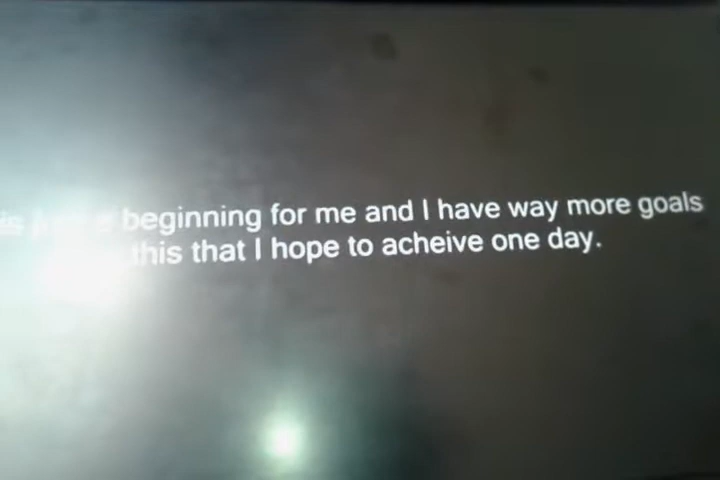 beginning for me and I have way more goals
this that I hope to acheive one day.